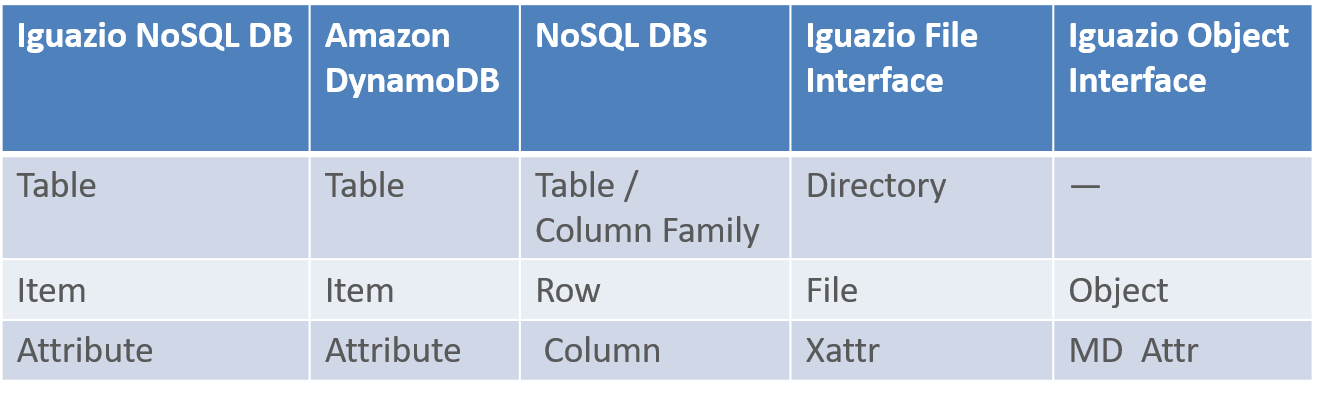 Iguazio NoSQL DB
Amazon
DynamoDB
NoSQL DBs
Iguazio File
Interface
Iguazio Object
Interface
Table
Table
Table /
Column Family
Directory
—
Item
Item
Row
File
Object
Attribute
Attribute
Column
Xattr
MD Attr